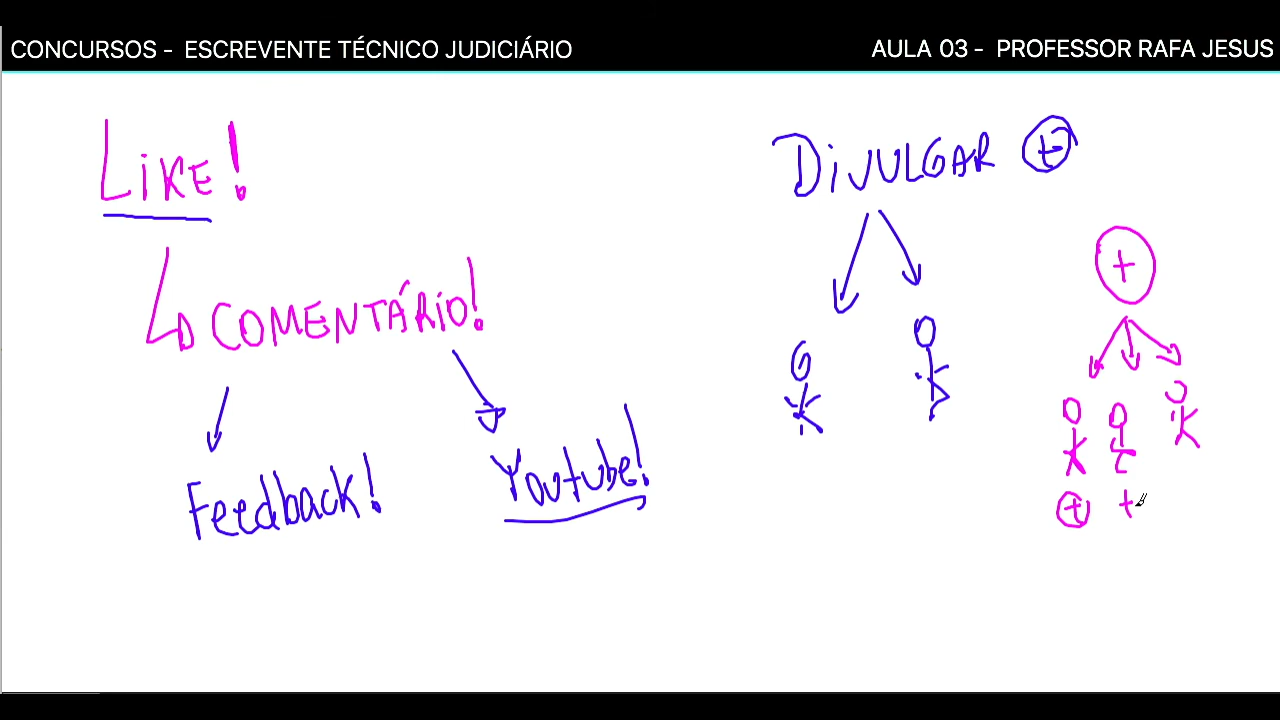 CONCURSOS - ESCREVENTE TÉCNICO JUDICIÁRIO
AULA 03 - PROFESSOR RAFA JESUS
LiKE!
COMENTÁRiO!
Feedback!
Youtube!
DiVULGAR +
+
+ +